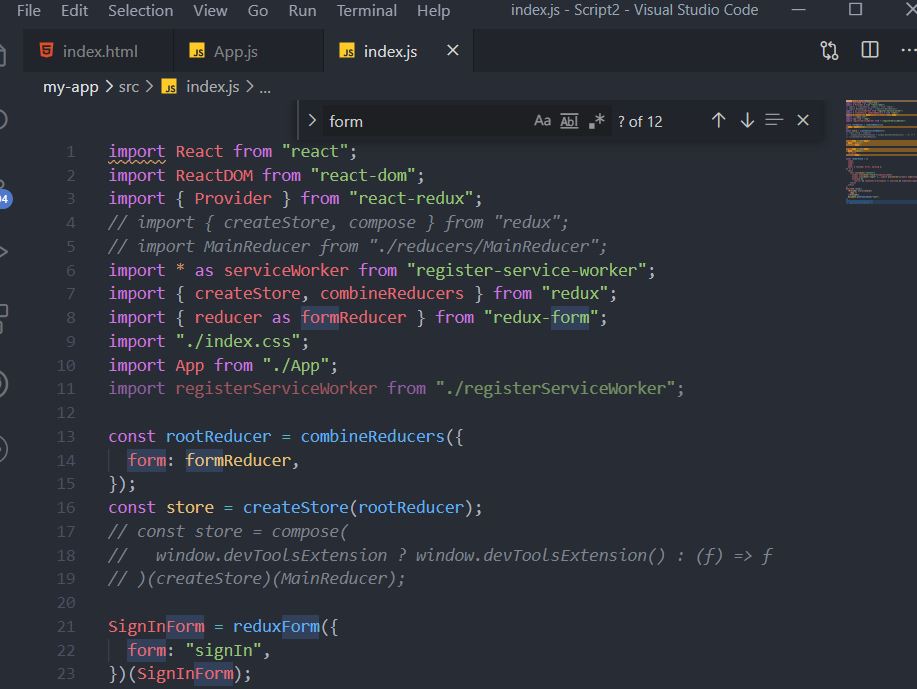 File Edit Selection View Go Run Terminal Help index.js - Script2 - Visual Studio Code
index.html App.js index.js
my-app > src > index.js > ...
form Aa Abl ? of 12
1 import React from "react";
2 import ReactDOM from "react-dom";
3 import { Provider } from "react-redux";
4 // import { createStore, compose } from "redux";
5 // import MainReducer from "./reducers/MainReducer";
6 import * as serviceWorker from "register-service-worker";
7 import { createStore, combineReducers } from "redux";
8 import { reducer as formReducer } from "redux-form";
9 import "./index.css";
10 import App from "./App";
11 import registerServiceWorker from "./registerServiceWorker";
12
13 const rootReducer = combineReducers({
14   form: formReducer,
15 });
16 const store = createStore(rootReducer);
17 // const store = compose(
18 //   window.devToolsExtension ? window.devToolsExtension() : (f) => f
19 // )(createStore)(MainReducer);
20
21 SignInForm = reduxForm({
22   form: "signIn",
23 })(SignInForm);